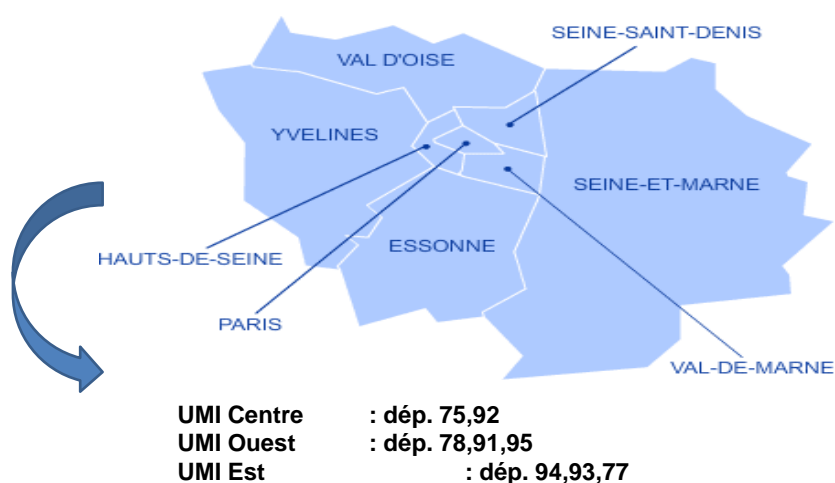 SEINE-SAINT-DENIS
VAL D'OISE
YVELINES
SEINE-ET-MARNE
ESSONNE
HAUTS-DE-SEINE
PARIS
VAL-DE-MARNE
UMI Centre : dép. 75,92
UMI Ouest : dép. 78,91,95
UMI Est : dép. 94,93,77